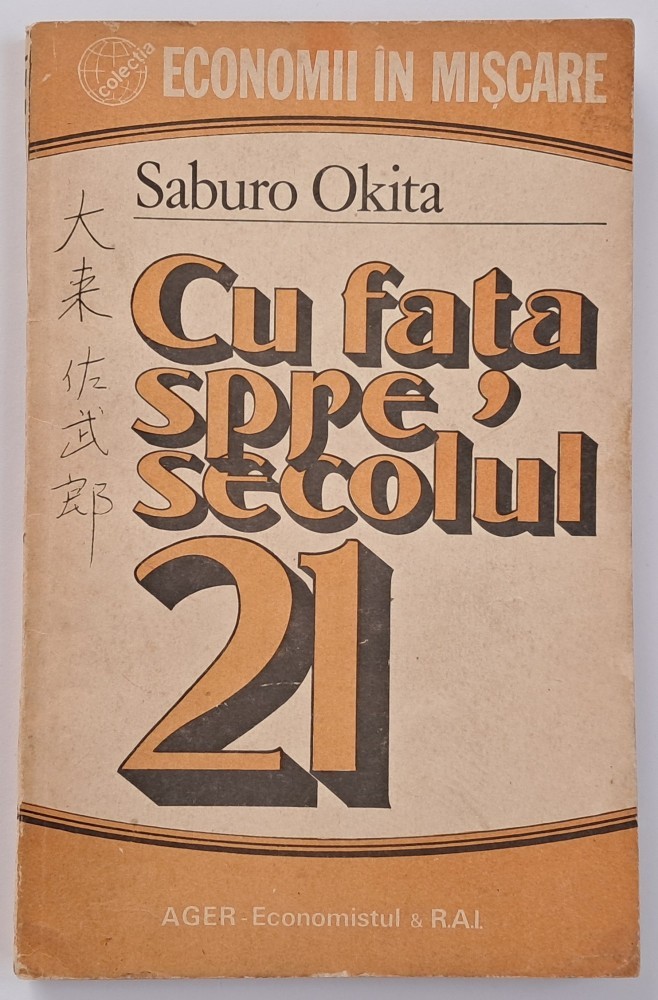 colecția
ECONOMII ÎN MIȘCARE
Saburo Okita
大来佐武郎
Cu fața
spre
secolul
21
AGER - Economistul & R.A.I.